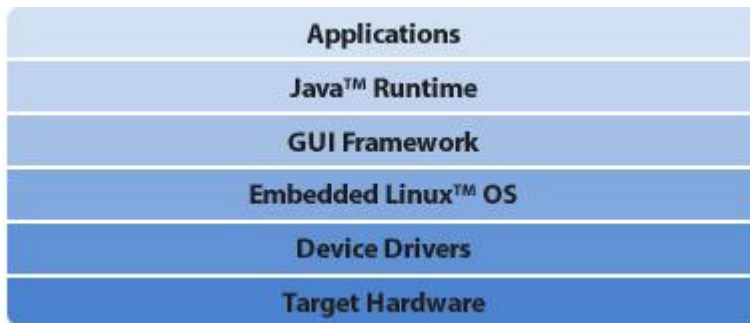 Applications
Java™ Runtime
GUI Framework
Embedded Linux™ OS
Device Drivers
Target Hardware